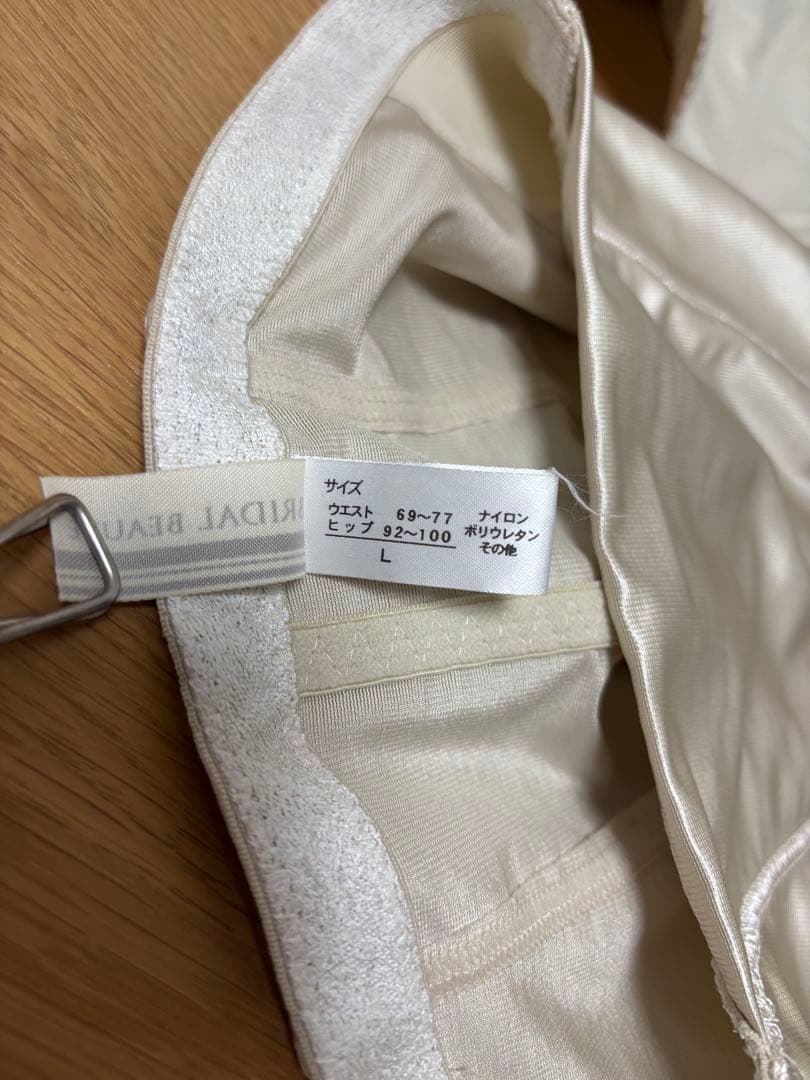 BRIDAL BEAU
サイズ
ウエスト 69〜77
ヒップ 92〜100
L
ナイロン
ポリウレタン
その他